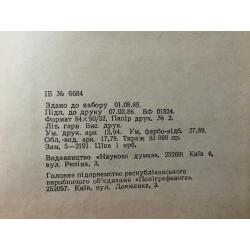 ІБ № 6684
Здано до набору 01.08.85.
Підп. до друку 07.02.86. БФ 01524.
Формат 84×90/32. Папір друк. № 2.
Літ. гарн. Вис. друк.
Ум. друк. арк. 13,94. Ум. фарбо-відб. 27,89.
Обл.-вид. арк. 17,78. Тираж 83 000 пр.
Зам. 5—2191. Ціна 1 крб.
Видавництво «Наукова думка», 252601 Київ 4,
вул. Рєпіна, 3.
Головне підприємство республіканського
виробничого об'єднання «Поліграфкнига».
252057. Київ, вул. Довженка, 3.